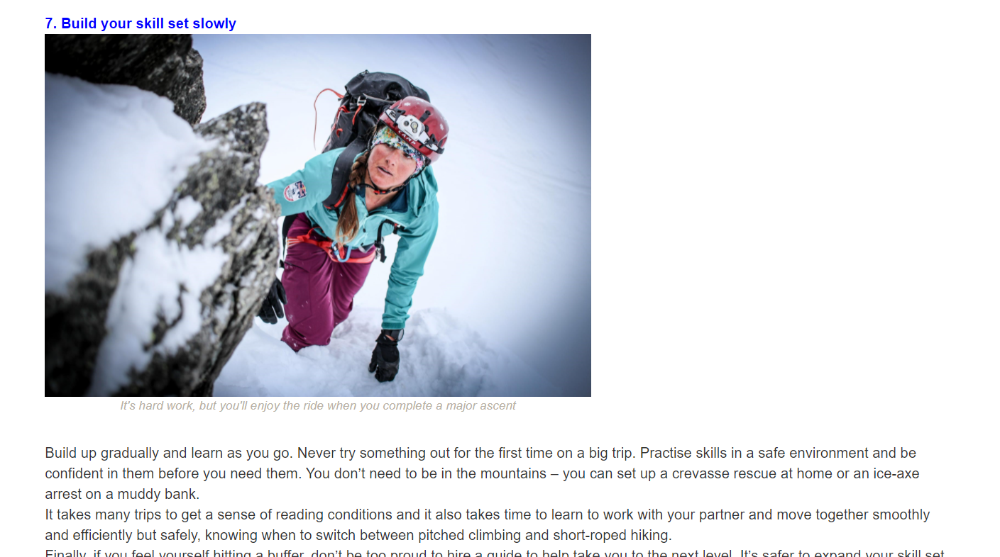 7. Build your skill set slowly
CAMP
It's hard work, but you'll enjoy the ride when you complete a major ascent
Build up gradually and learn as you go. Never try something out for the first time on a big trip. Practise skills in a safe environment and be
confident in them before you need them. You don’t need to be in the mountains – you can set up a crevasse rescue at home or an ice-axe
arrest on a muddy bank.
It takes many trips to get a sense of reading conditions and it also takes time to learn to work with your partner and move together smoothly
and efficiently but safely, knowing when to switch between pitched climbing and short-roped hiking.
Finally, if you feel yourself hitting a buffer, don’t be too proud to hire a guide to help take you to the next level. It’s safer to expand your skill set